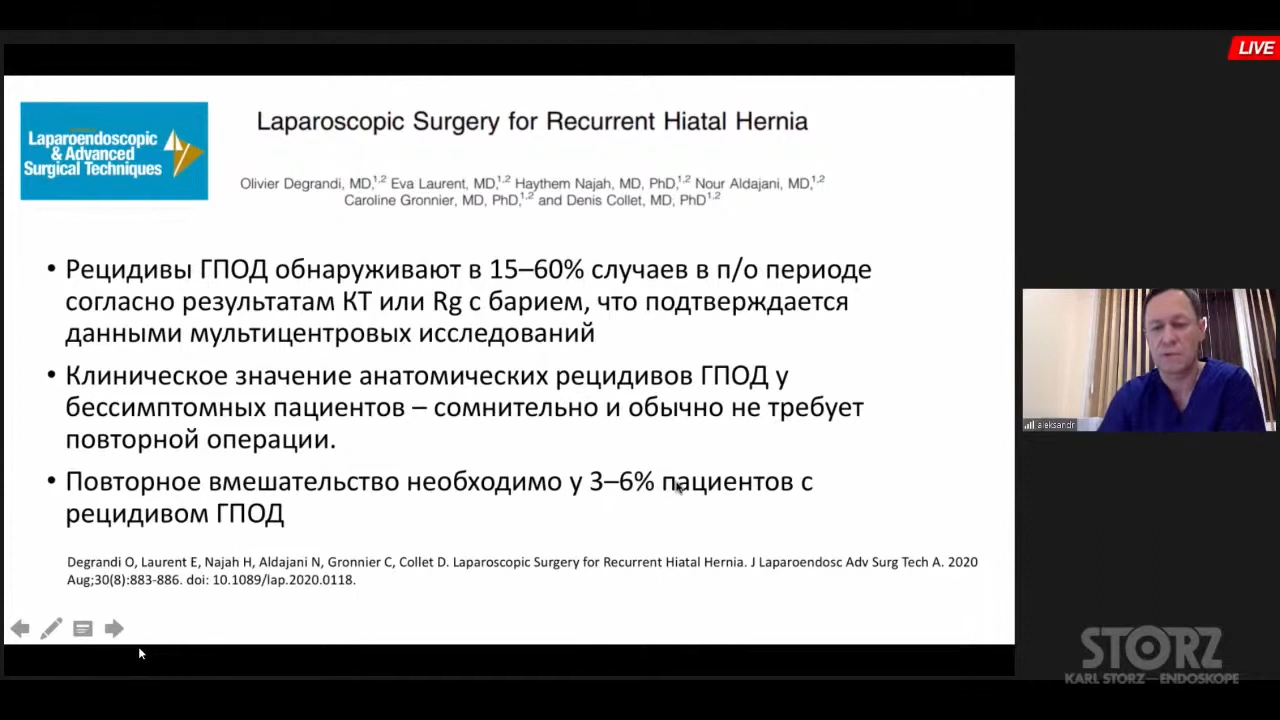 LIVE
Laparoendoscopic
& Advanced
Surgical Techniques
Laparoscopic Surgery for Recurrent Hiatal Hernia
Olivier Degrandi, MD,1,2 Eva Laurent, MD,1,2 Haythem Najah, MD, PhD,1,2 Nour Aldajani, MD,1,2
Caroline Gronnier, MD, PhD,1,2 and Denis Collet, MD, PhD1,2
• Рецидивы ГПОД обнаруживают в 15–60% случаев в п/о периоде
согласно результатам КТ или Rg с барием, что подтверждается
данными мультицентровых исследований
• Клиническое значение анатомических рецидивов ГПОД у
бессимптомных пациентов – сомнительно и обычно не требует
повторной операции.
• Повторное вмешательство необходимо у 3–6% пациентов с
рецидивом ГПОД
Degrandi O, Laurent E, Najah H, Aldajani N, Gronnier C, Collet D. Laparoscopic Surgery for Recurrent Hiatal Hernia. J Laparoendosc Adv Surg Tech A. 2020
Aug;30(8):883-886. doi: 10.1089/lap.2020.0118.
aleksandr
STORZ
KARL STORZ—ENDOSKOPE